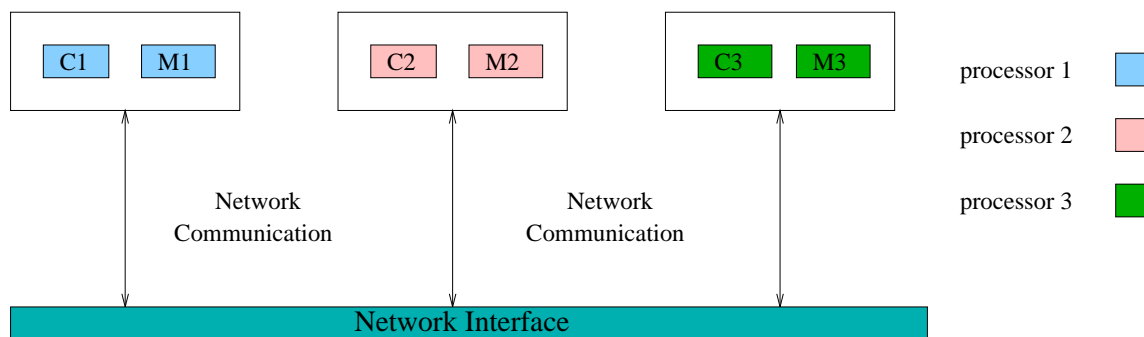 C1 M1
C2 M2
C3 M3
processor 1
processor 2
processor 3
Network
Communication
Network
Communication
Network Interface